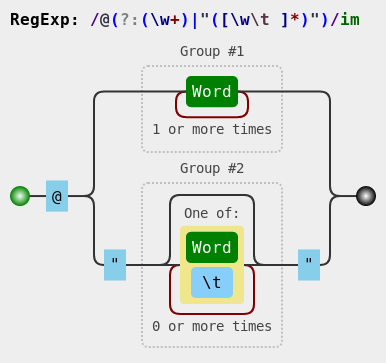 RegExp: /@(?:(\w+)|"([\w\t ]*)")/im
Group #1
Word
1 or more times
Group #2
@
One of:
Word
" "
\t
0 or more times